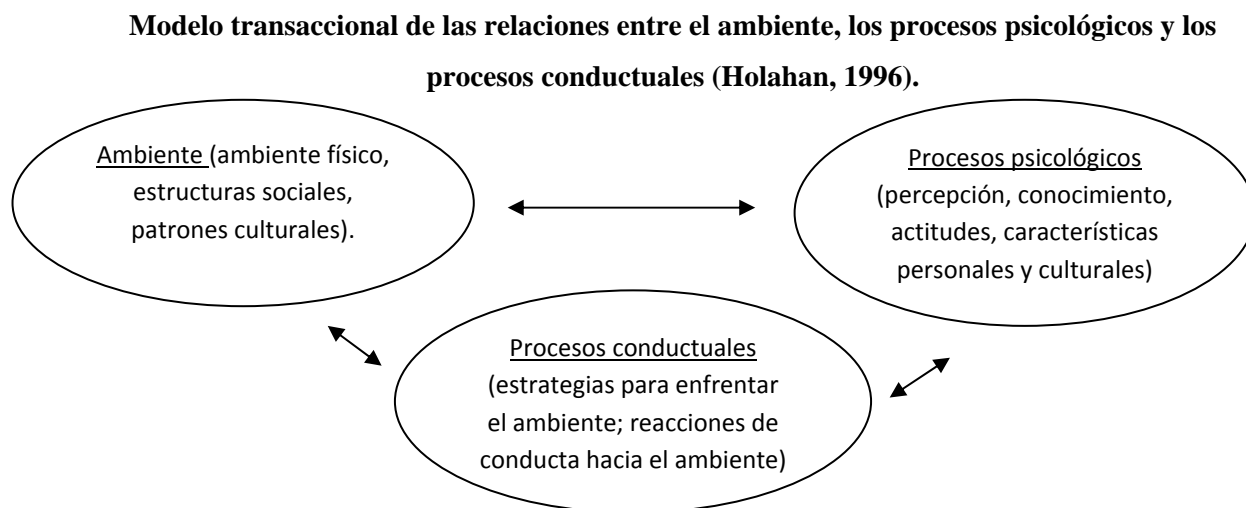 Modelo transaccional de las relaciones entre el ambiente, los procesos psicológicos y los
procesos conductuales (Holahan, 1996).
Ambiente (ambiente físico,
estructuras sociales,
patrones culturales).
Procesos psicológicos
(percepción, conocimiento,
actitudes, características
personales y culturales)
Procesos conductuales
(estrategias para enfrentar
el ambiente; reacciones de
conducta hacia el ambiente)